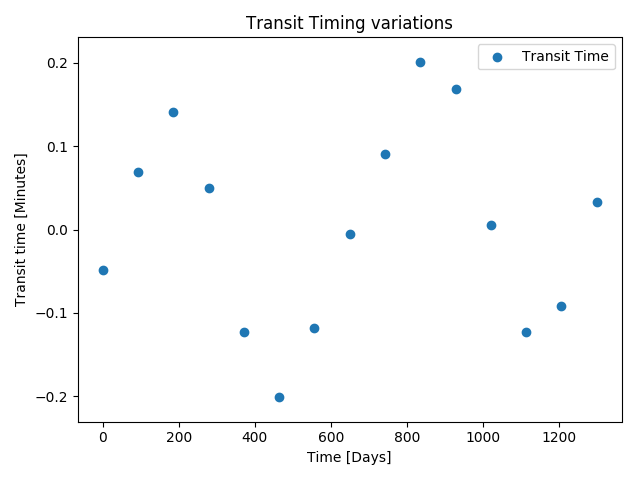 Transit Timing variations
Transit Time
Transit time [Minutes]
0.2
0.1
0.0
−0.1
−0.2
0 200 400 600 800 1000 1200
Time [Days]